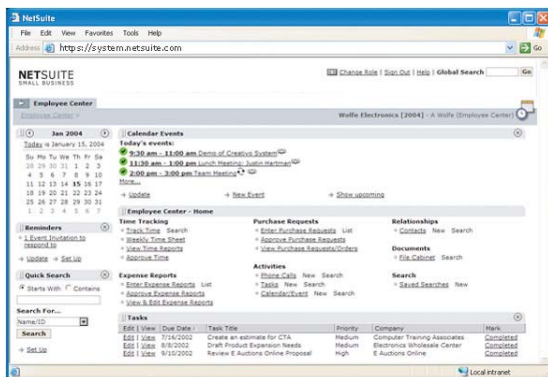 NetSuite
File Edit View Favorites Tools Help
Address https://system.netsuite.com Go
NETSUITE
SMALL BUSINESS
Change Role | Sign Out | Help | Global Search Go
Employee Center
Employee Center >
Wolfe Electronics [2004] - A Wolfe (Employee Center)
Jan 2004
Today is January 15, 2004
Su Mo Tu We Th Fr Sa
28 29 30 31 1 2 3
4 5 6 7 8 9 10
11 12 13 14 15 16 17
18 19 20 21 22 23 24
25 26 27 28 29 30 31
1 2 3 4 5 6 7
Reminders
1 Event Invitation to
respond to
Update Set Up
Quick Search
Starts With Contains
Search For...
Name/ID
Search
Set Up
Calendar Events
Today's events:
9:30 am - 11:00 am Demo of Creativo System
11:30 am - 1:00 pm Lunch Meeting: Justin Hartman
2:00 pm - 3:00 pm Team Meeting
More...
Update New Event Show upcoming
Employee Center - Home
Time Tracking
Track Time Search
Weekly Time Sheet
View Time Reports
Approve Time
Expense Reports
Enter Expense Reports List
Approve Expense Reports
View & Edit Expense Reports
Purchase Requests
Enter Purchase Requests List
Approve Purchase Requests
View Purchase Requests/Orders
Activities
Phone Calls New Search
Tasks New Search
Calendar/Event New Search
Relationships
Contacts New Search
Documents
File Cabinet Search
Search
Saved Searches New
Tasks
Edit | View Due Date Task Title Priority Company Mark
Edit | View 7/16/2002 Create an estimate for CTA Medium Computer Training Associates Completed
Edit | View 8/8/2002 Draft Product Expension Needs Medium Electronics Wholesale Center Completed
Edit | View 9/10/2002 Review E Auctions Online Proposal High E Auctions Online Completed
Local intranet